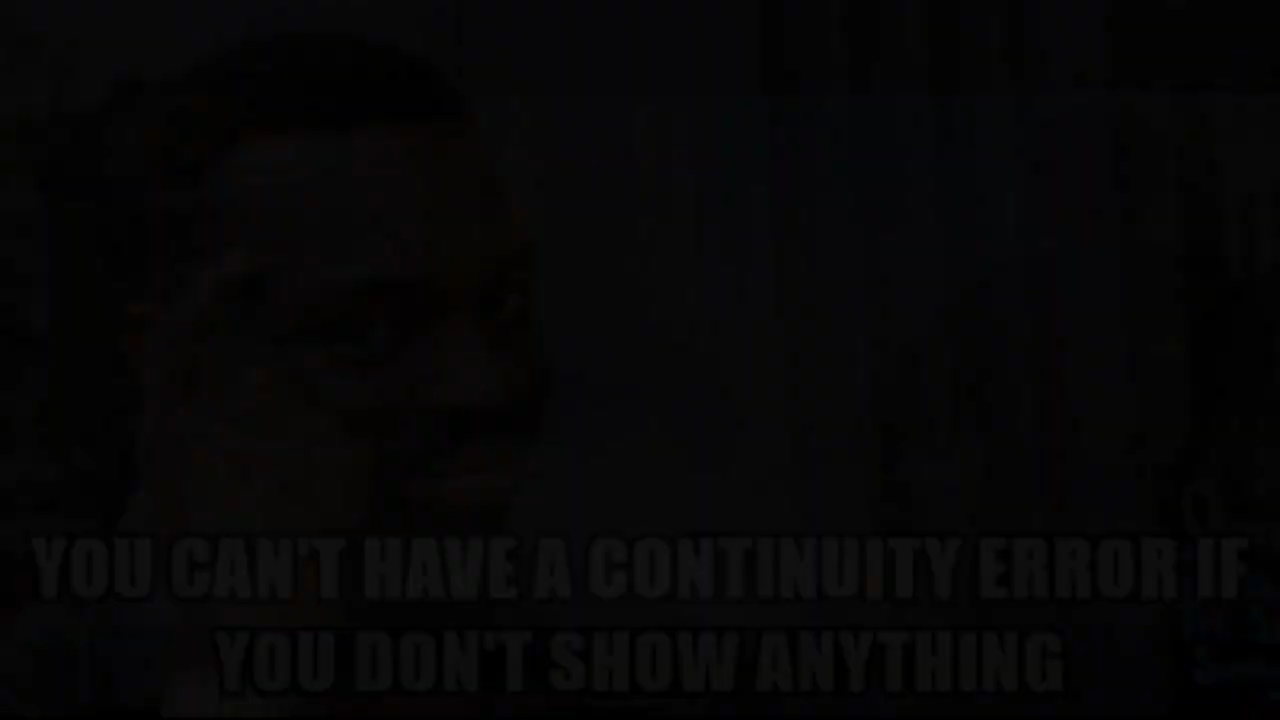 YOU CAN'T HAVE A CONTINUITY ERROR IF
YOU DON'T SHOW ANYTHING